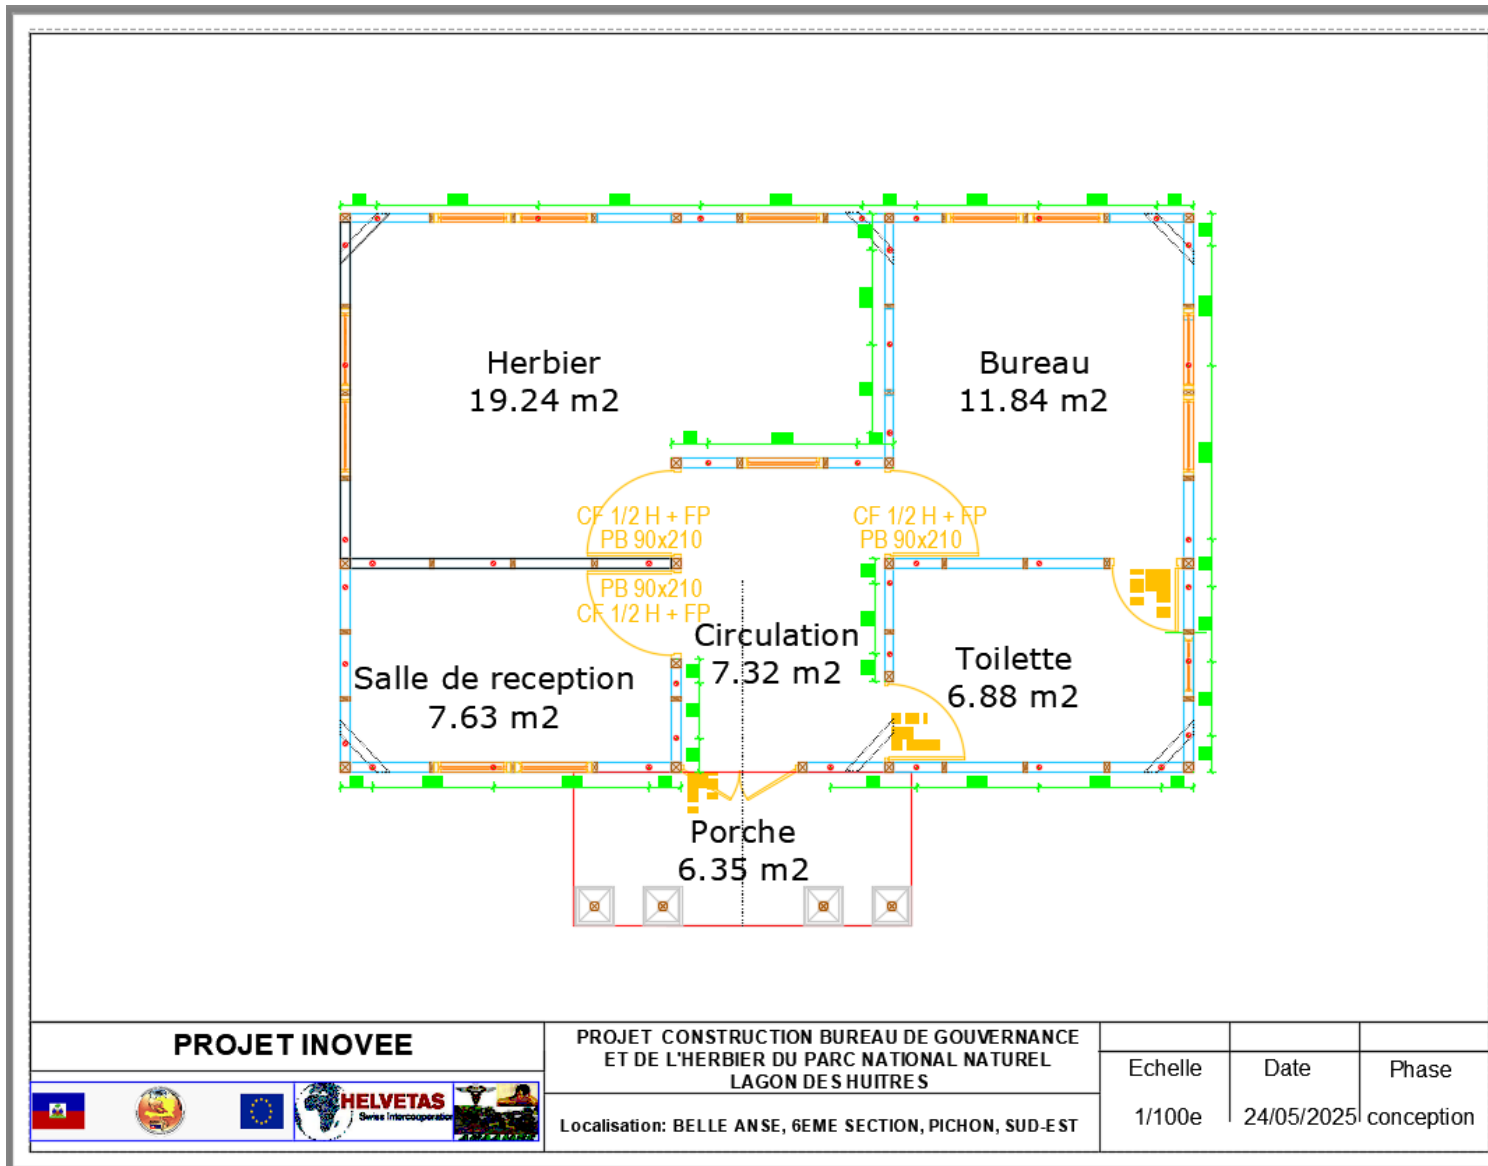 Herbier
19.24 m2
Bureau
11.84 m2
CF 1/2 H + FP
PB 90x210
CF 1/2 H + FP
PB 90x210
PB 90x210
CF 1/2 H + FP
Circulation
7.32 m2
Salle de reception
7.63 m2
Toilette
6.88 m2
Porche
6.35 m2
PROJET INOVEE
HELVETAS
Swiss Intercooperation
PROJET CONSTRUCTION BUREAU DE GOUVERNANCE
ET DE L'HERBIER DU PARC NATIONAL NATUREL
LAGON DES HUITRES
Localisation: BELLE ANSE, 6EME SECTION, PICHON, SUD-EST
Echelle
Date
Phase
1/100e
24/05/2025
conception